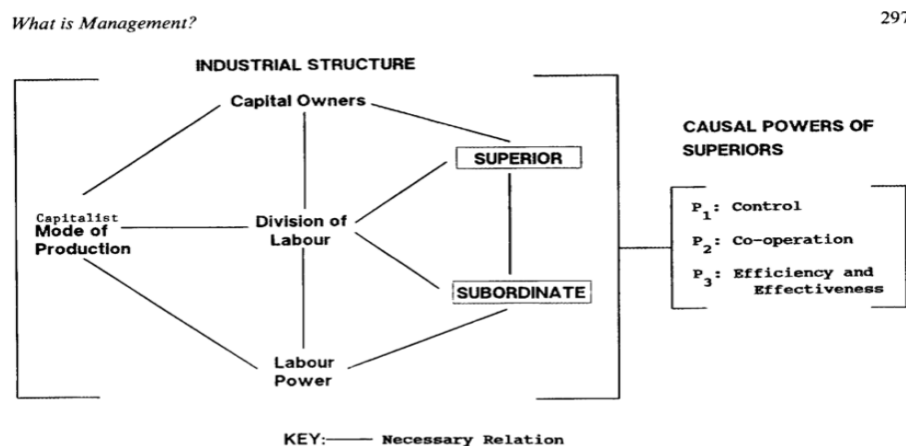 What is Management?
297
INDUSTRIAL STRUCTURE
Capital Owners
SUPERIOR
Capitalist
Mode of
Production
Division of
Labour
SUBORDINATE
Labour
Power
CAUSAL POWERS OF
SUPERIORS
P1: Control
P2: Co-operation
P3: Efficiency and
Effectiveness
KEY:—— Necessary Relation